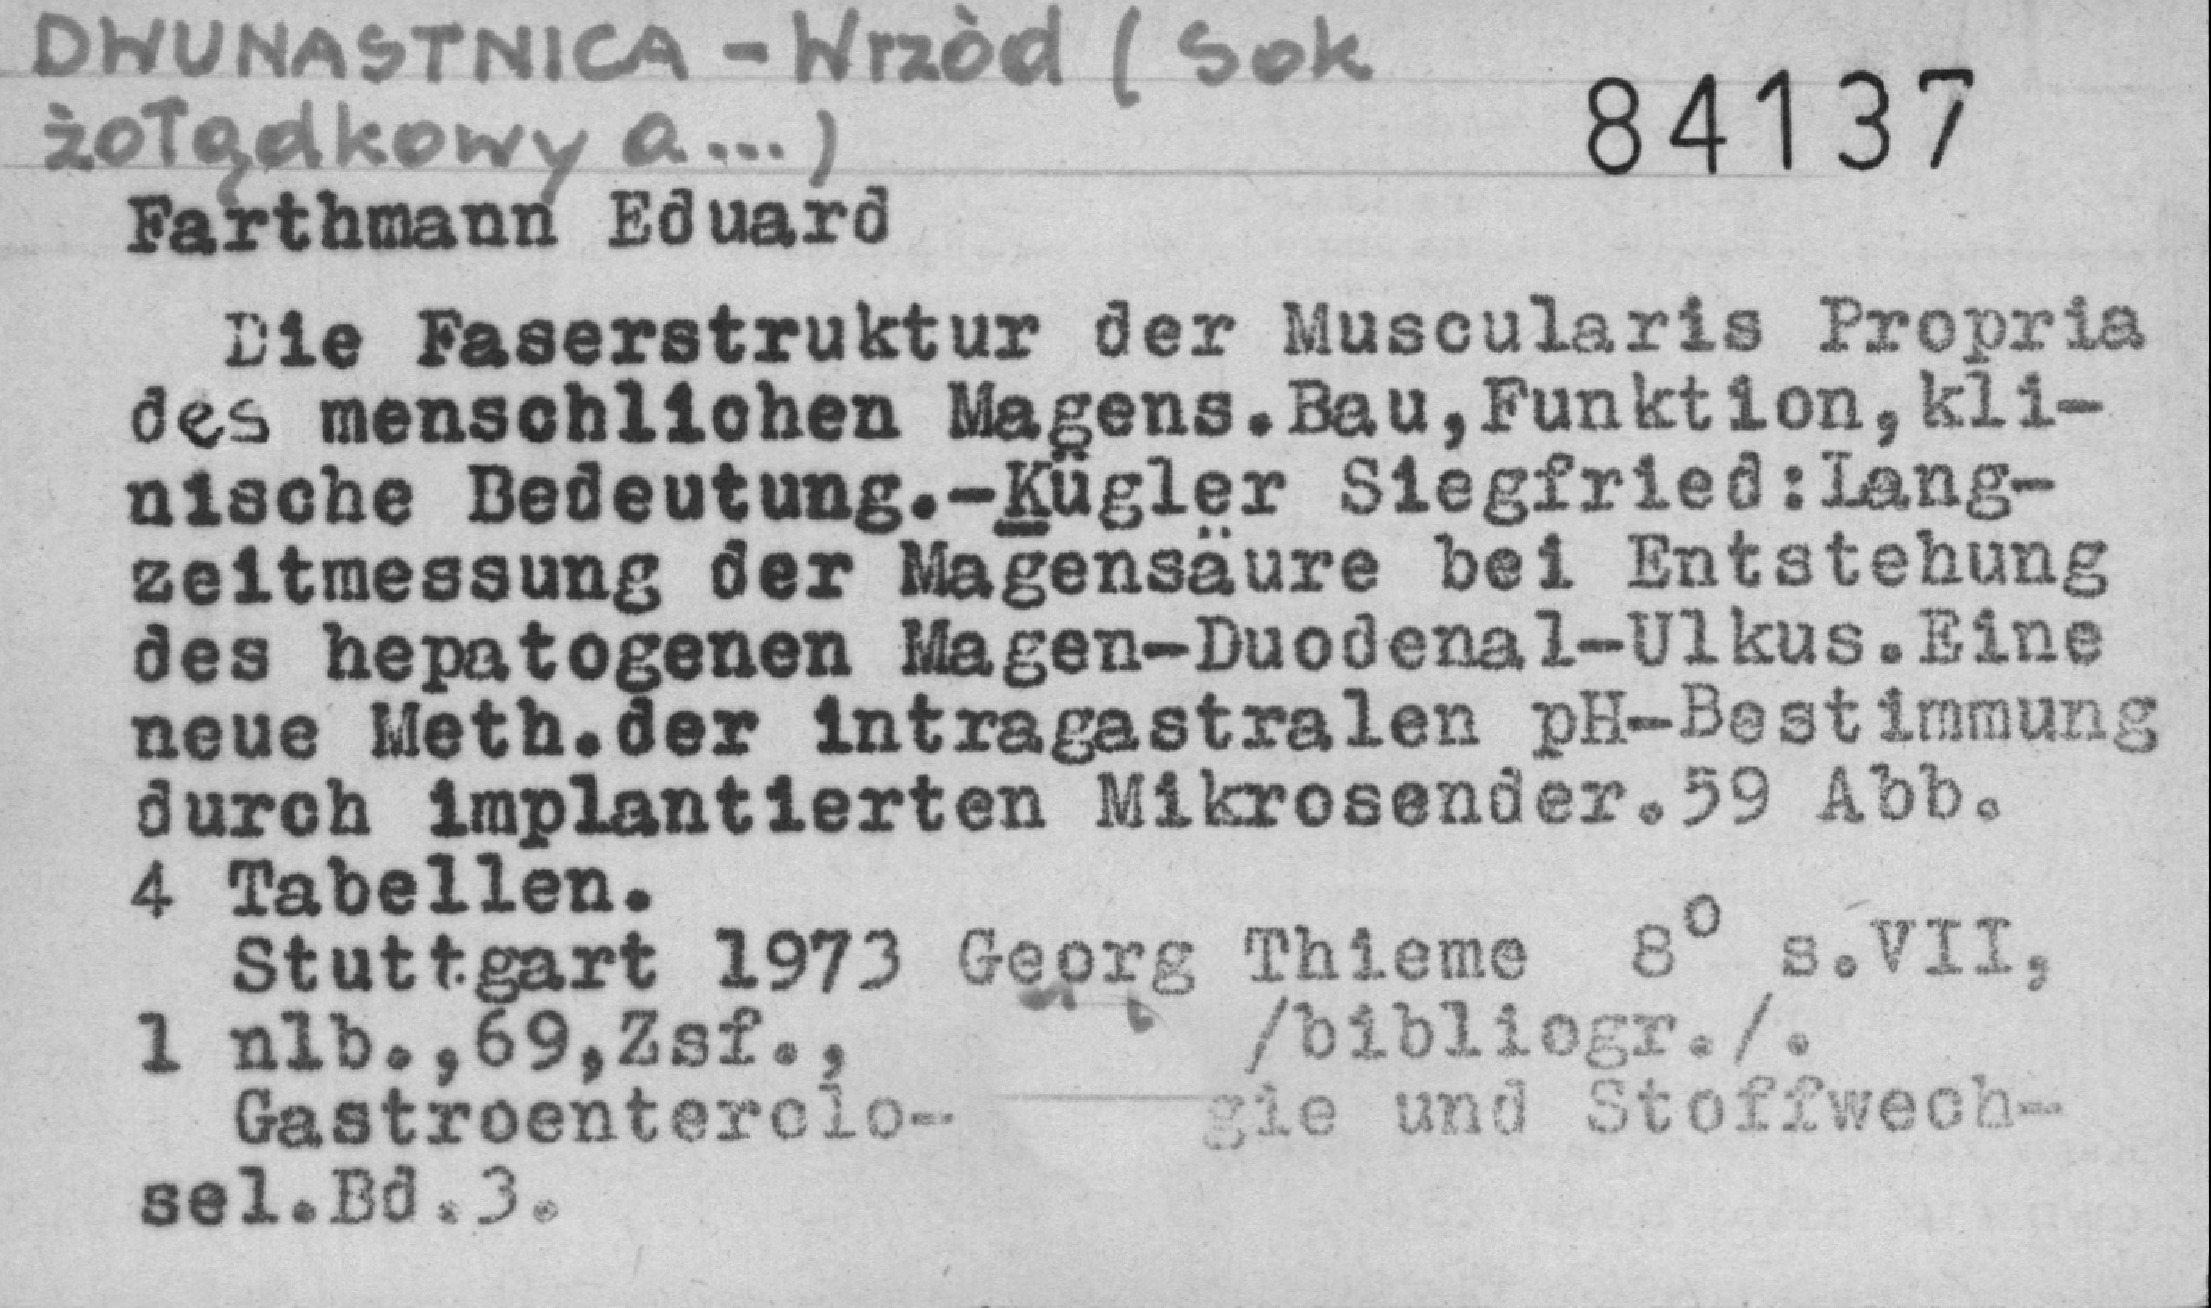 DWUNASTNICA - Wrzòd ( Sok
żołądkowy a...)
84137
Farthmann Eduard
Die Faserstruktur der Muscularis Propria
des menschlichen Magens.Bau,Funktion,kli-
nische Bedeutung.-Kügler Siegfried:Lang-
zeitmessung der Magensäure bei Entstehung
des hepatogenen Magen-Duodenal-Ulkus.Eine
neue Meth.der intragastralen pH-Bestimmung
durch implantierten Mikrosender.59 Abb.
4 Tabellen.
Stuttgart 1973 Georg Thieme 8° s.VII,
1 nlb.,69,Zsf., /bibliogr./.
Gastroenterolo- gie und Stoffwech-
sel.Bd.3.